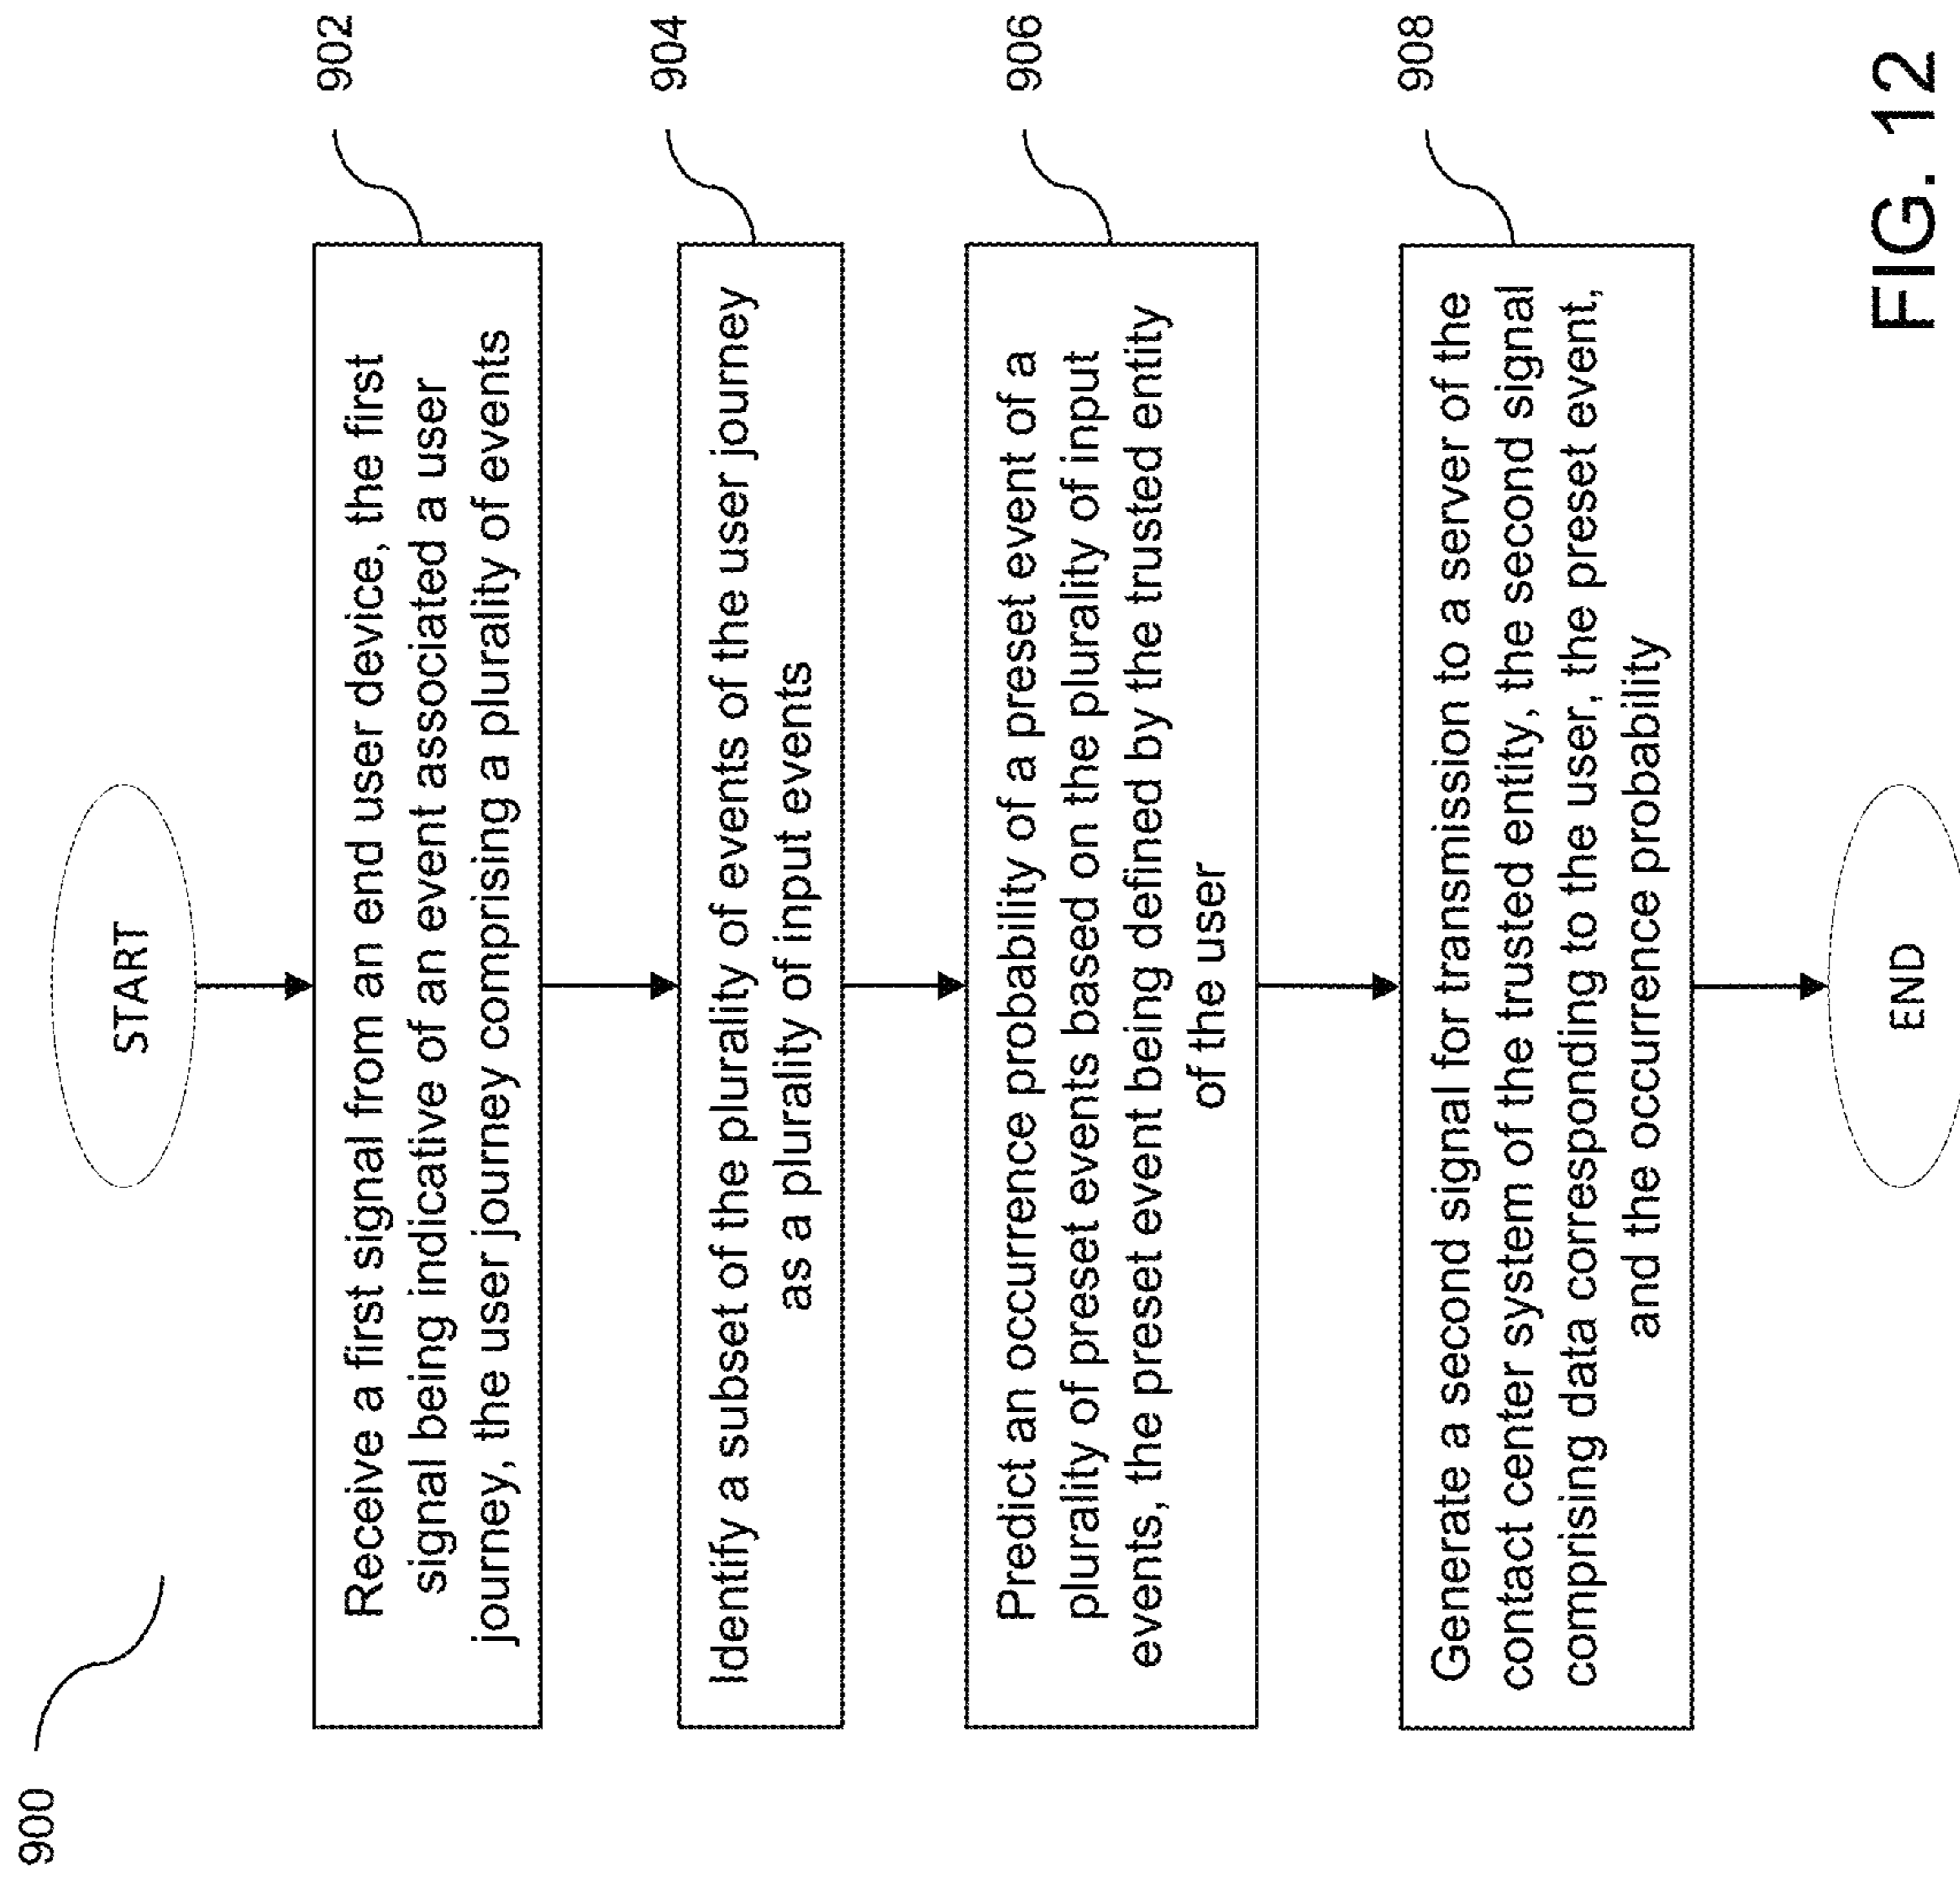 900
START
Receive a first signal from an end user device, the first
signal being indicative of an event associated a user
journey, the user journey comprising a plurality of events
902
Identify a subset of the plurality of events of the user journey
as a plurality of input events
904
Predict an occurrence probability of a preset event of a
plurality of preset events based on the plurality of input
events, the preset event being defined by the trusted entity
of the user
906
Generate a second signal for transmission to a server of the
contact center system of the trusted entity, the second signal
comprising data corresponding to the user, the preset event,
and the occurrence probability
908
END
FIG. 12